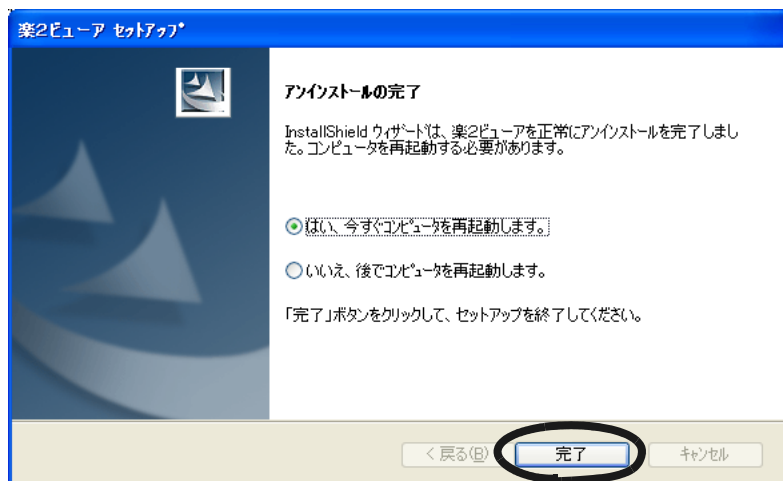 楽2ビューア セットアップ
アンインストールの完了
InstallShield ウィザードは、楽2ビューアを正常にアンインストールを完了しまし
た。コンピュータを再起動する必要があります。
はい、今すぐコンピュータを再起動します。
いいえ、後でコンピュータを再起動します。
「完了」ボタンをクリックして、セットアップを終了してください。
< 戻る(B) 完了 キャンセル